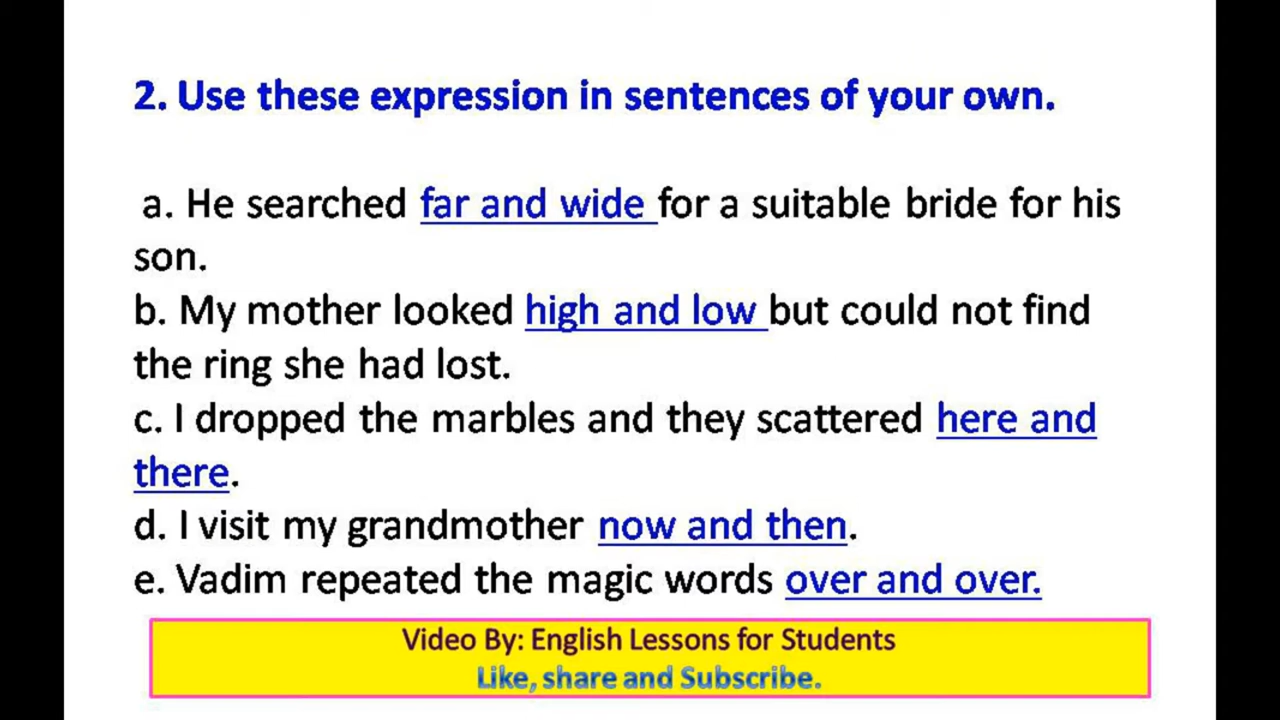 2. Use these expression in sentences of your own.
a. He searched far and wide for a suitable bride for his
son.
b. My mother looked high and low but could not find
the ring she had lost.
c. I dropped the marbles and they scattered here and
there.
d. I visit my grandmother now and then.
e. Vadim repeated the magic words over and over.
Video By: English Lessons for Students
Like, share and Subscribe.